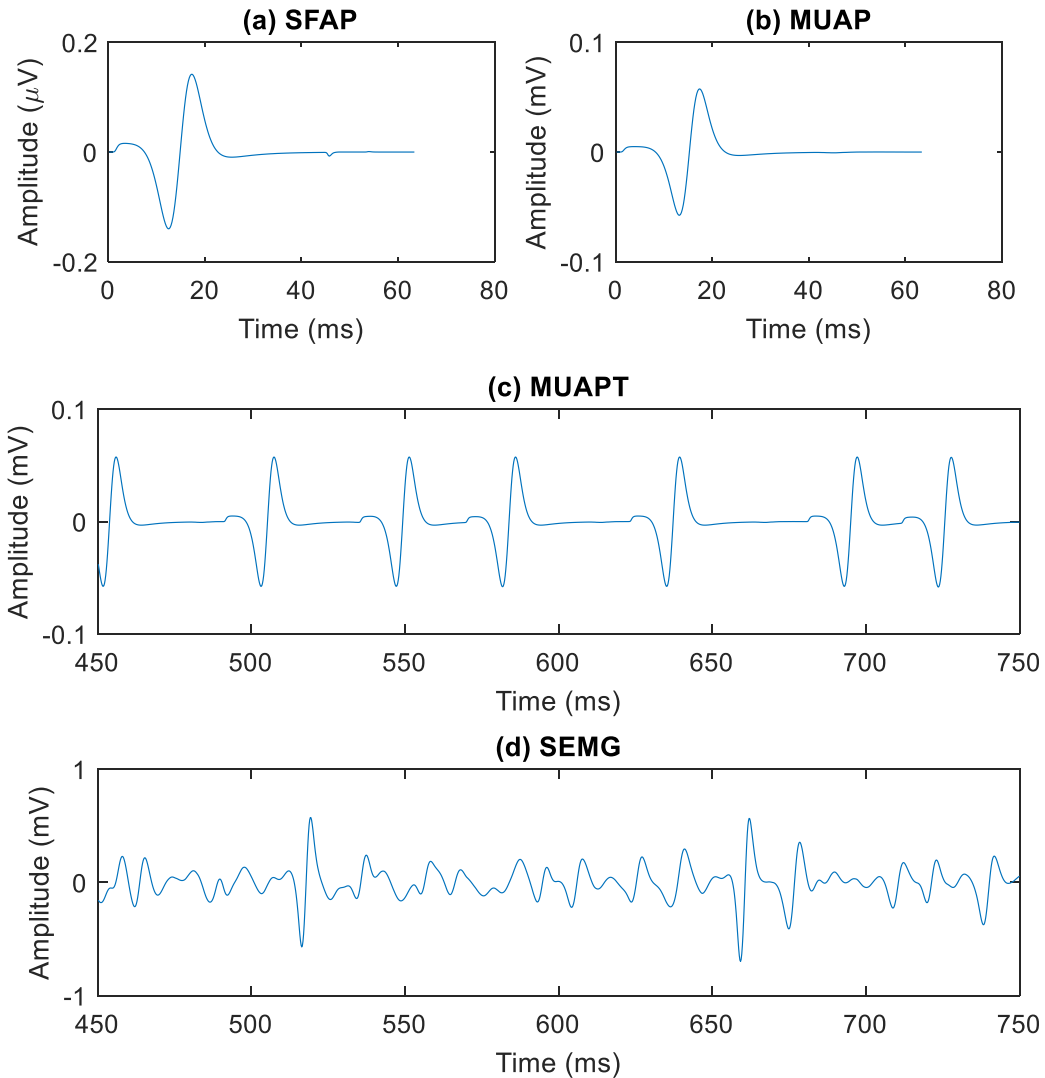 (a) SFAP
0.2
0
-0.2
Amplitude (μV)
0 20 40 60 80
Time (ms)
(b) MUAP
0.1
0
-0.1
Amplitude (mV)
0 20 40 60 80
Time (ms)
(c) MUAPT
0.1
0
-0.1
Amplitude (mV)
450 500 550 600 650 700 750
Time (ms)
(d) SEMG
1
0
-1
Amplitude (mV)
450 500 550 600 650 700 750
Time (ms)